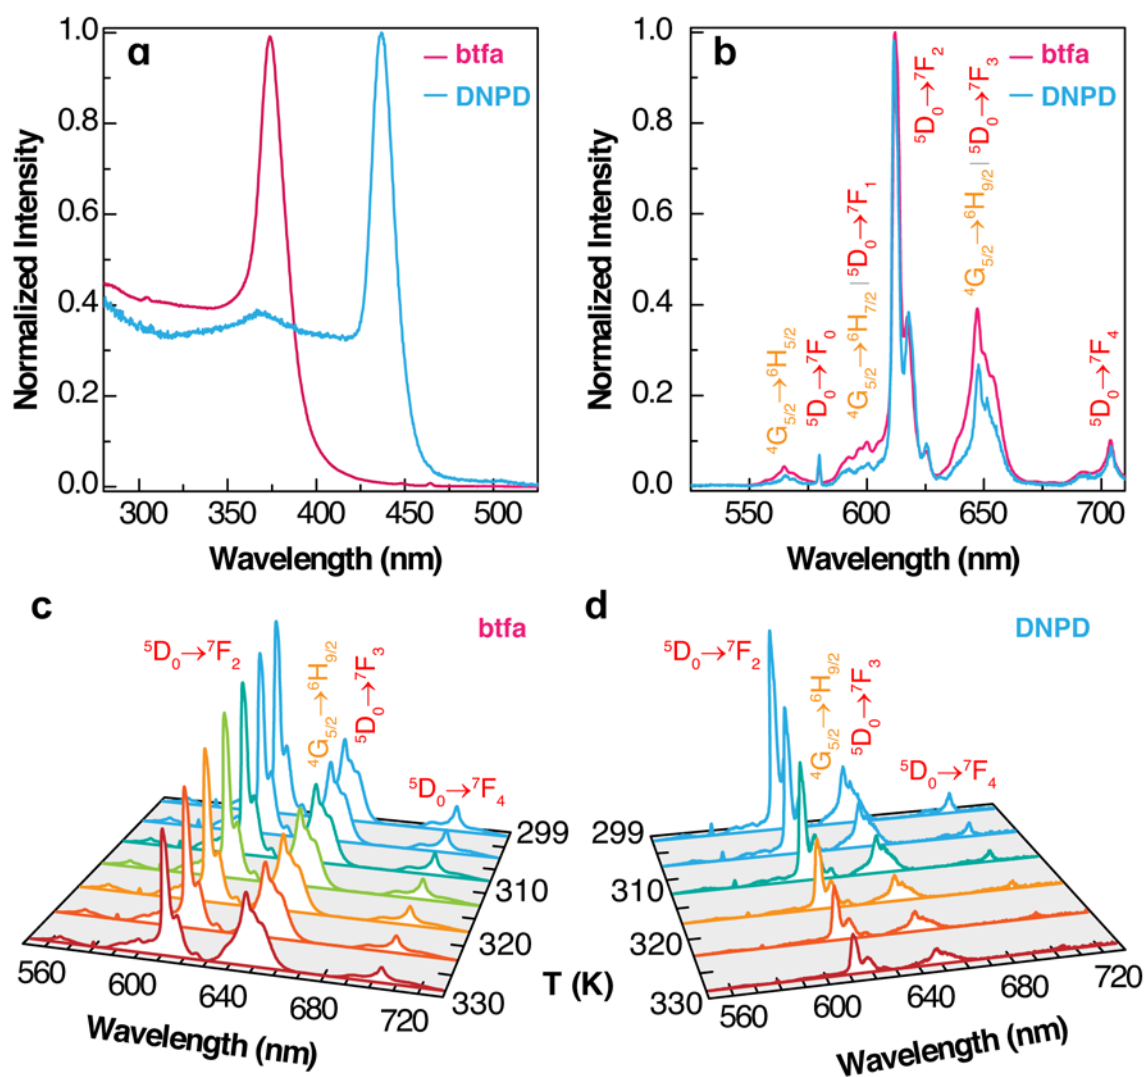 a
btfa
DNPD
1.0
0.8
0.6
0.4
0.2
0.0
Normalized Intensity
300 350 400 450 500
Wavelength (nm)
b
btfa
DNPD
1.0
0.8
0.6
0.4
0.2
0.0
Normalized Intensity
⁴G₅/₂→⁶H₅/₂
⁵D₀→⁷F₀
⁴G₅/₂→⁶H₇/₂|⁵D₀→⁷F₁
⁵D₀→⁷F₂
⁴G₅/₂→⁶H₉/₂|⁵D₀→⁷F₃
⁵D₀→⁷F₄
550 600 650 700
Wavelength (nm)
c
btfa
⁵D₀→⁷F₂
⁴G₅/₂→⁶H₉/₂
⁵D₀→⁷F₃
⁵D₀→⁷F₄
299
310
320
330
560 600 640 680 720
Wavelength (nm)
T (K)
d
DNPD
⁵D₀→⁷F₂
⁴G₅/₂→⁶H₉/₂
⁵D₀→⁷F₃
⁵D₀→⁷F₄
299
310
320
330
560 600 640 680 720
Wavelength (nm)